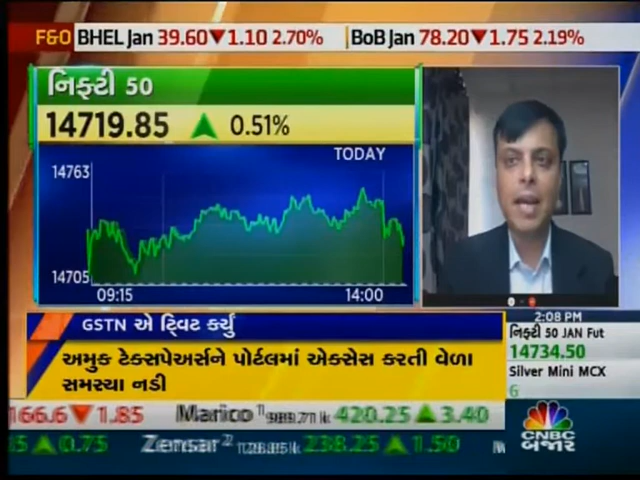 F&O BHEL Jan 39.60▼1.10 2.70% BoB Jan 78.20▼1.75 2.19%
નિફ્ટી 50
14719.85 ▲ 0.51%
TODAY
14763
14705
09:15 14:00
2:08 PM
નિફ્ટી 50 JAN Fut
14734.50
Silver Mini MCX
6
GSTN એ ટ્વિટ કર્યું
અમુક ટેક્સપેઅર્સને પોર્ટલમાં એક્સેસ કરતી વેળા
સમસ્યા નડી
166.6▼1.85 Marico 420.25▲3.40
5▲0.75 Zensar 238.25▲1.50
CNBC
બજાર